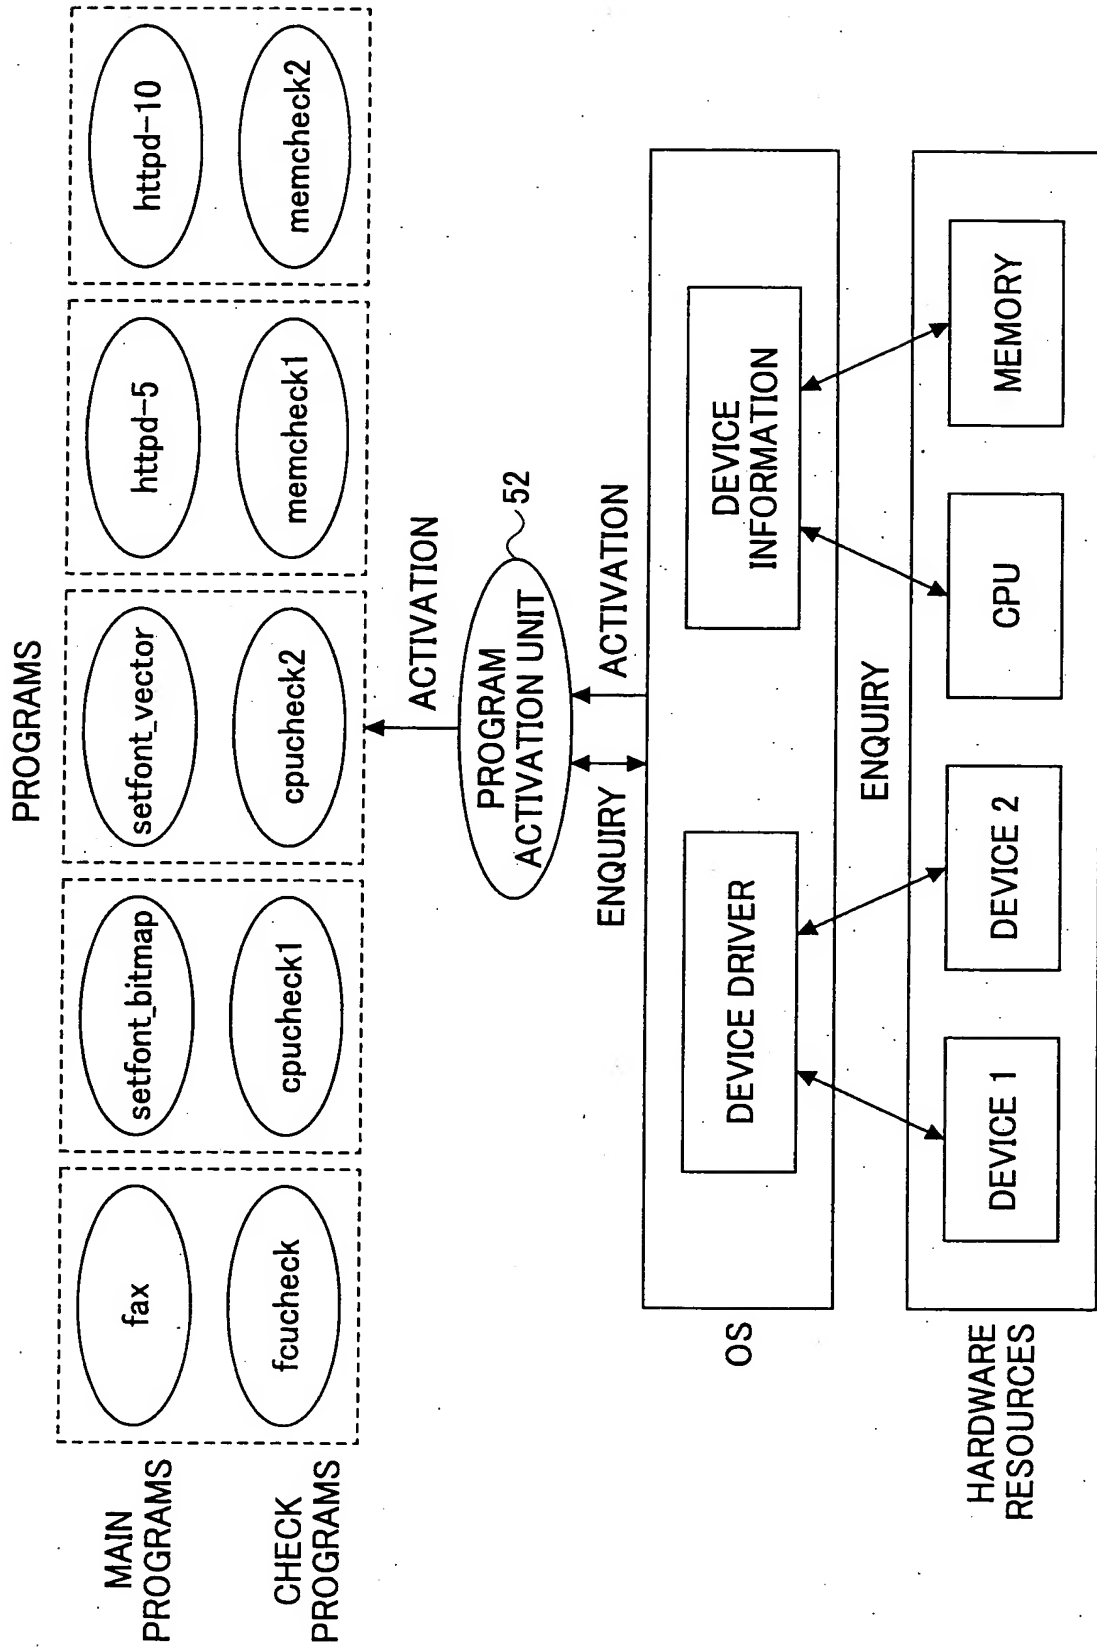 PROGRAMS
MAIN
PROGRAMS
fax
setfont_bitmap
setfont_vector
httpd-5
httpd-10
CHECK
PROGRAMS
fcucheck
cpucheck1
cpucheck2
memcheck1
memcheck2
ACTIVATION
PROGRAM
ACTIVATION UNIT
52
ENQUIRY
ACTIVATION
OS
DEVICE DRIVER
DEVICE
INFORMATION
ENQUIRY
HARDWARE
RESOURCES
DEVICE 1
DEVICE 2
CPU
MEMORY